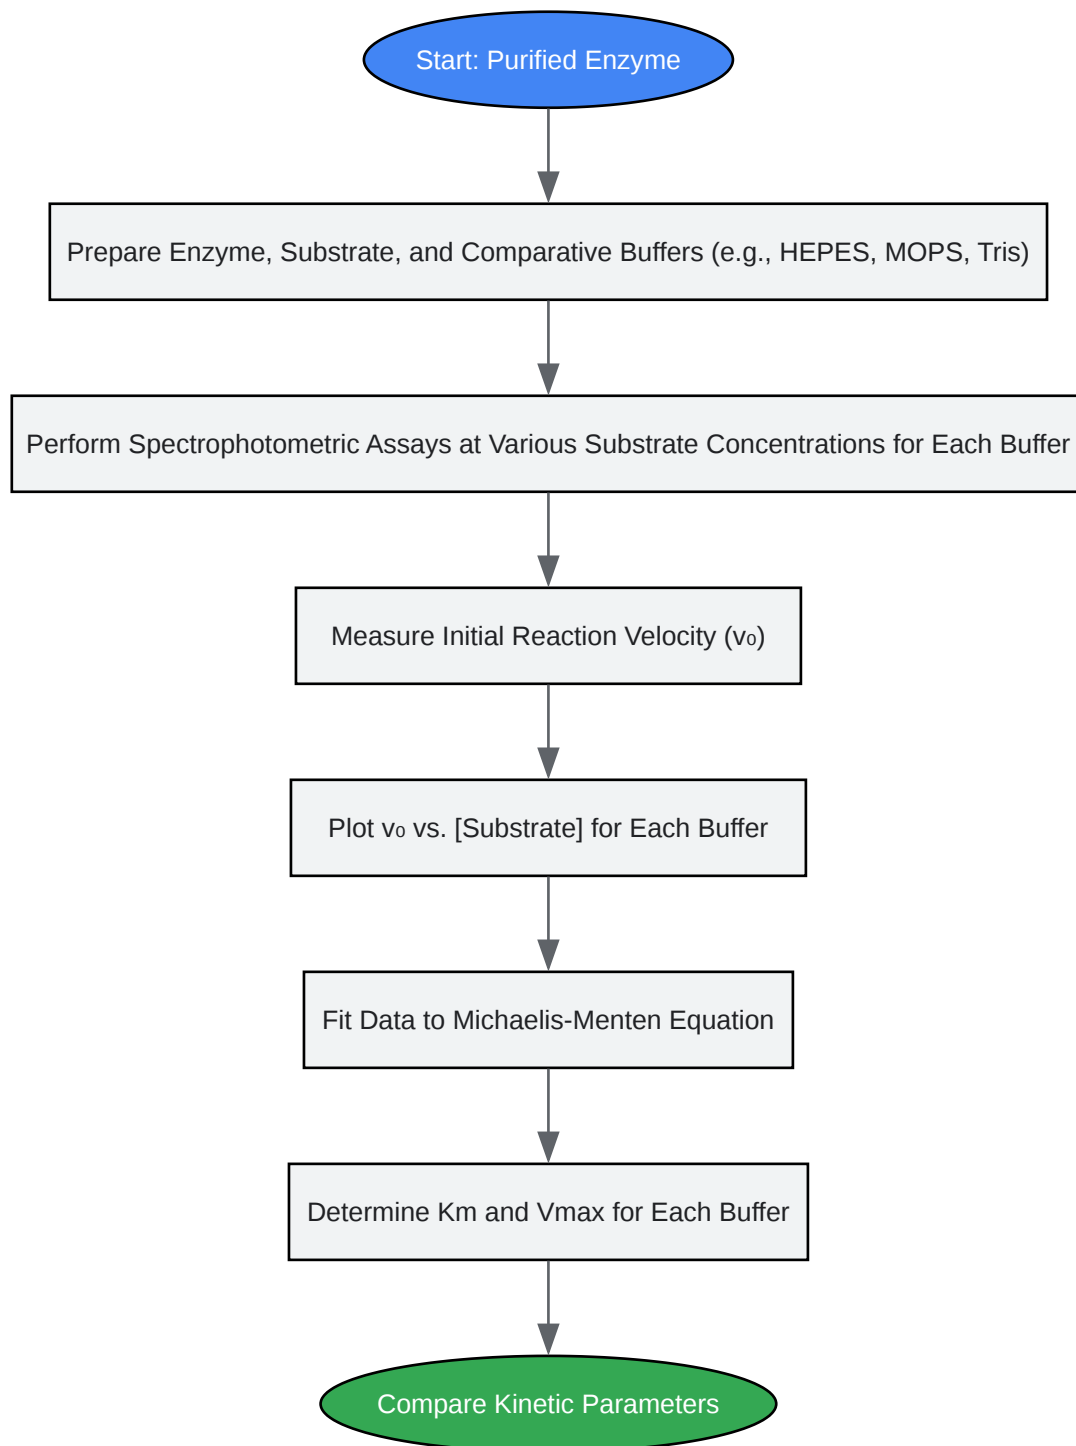 Start: Purified Enzyme
Prepare Enzyme, Substrate, and Comparative Buffers (e.g., HEPES, MOPS, Tris)
Perform Spectrophotometric Assays at Various Substrate Concentrations for Each Buffer
Measure Initial Reaction Velocity (v₀)
Plot v₀ vs. [Substrate] for Each Buffer
Fit Data to Michaelis-Menten Equation
Determine Km and Vmax for Each Buffer
Compare Kinetic Parameters